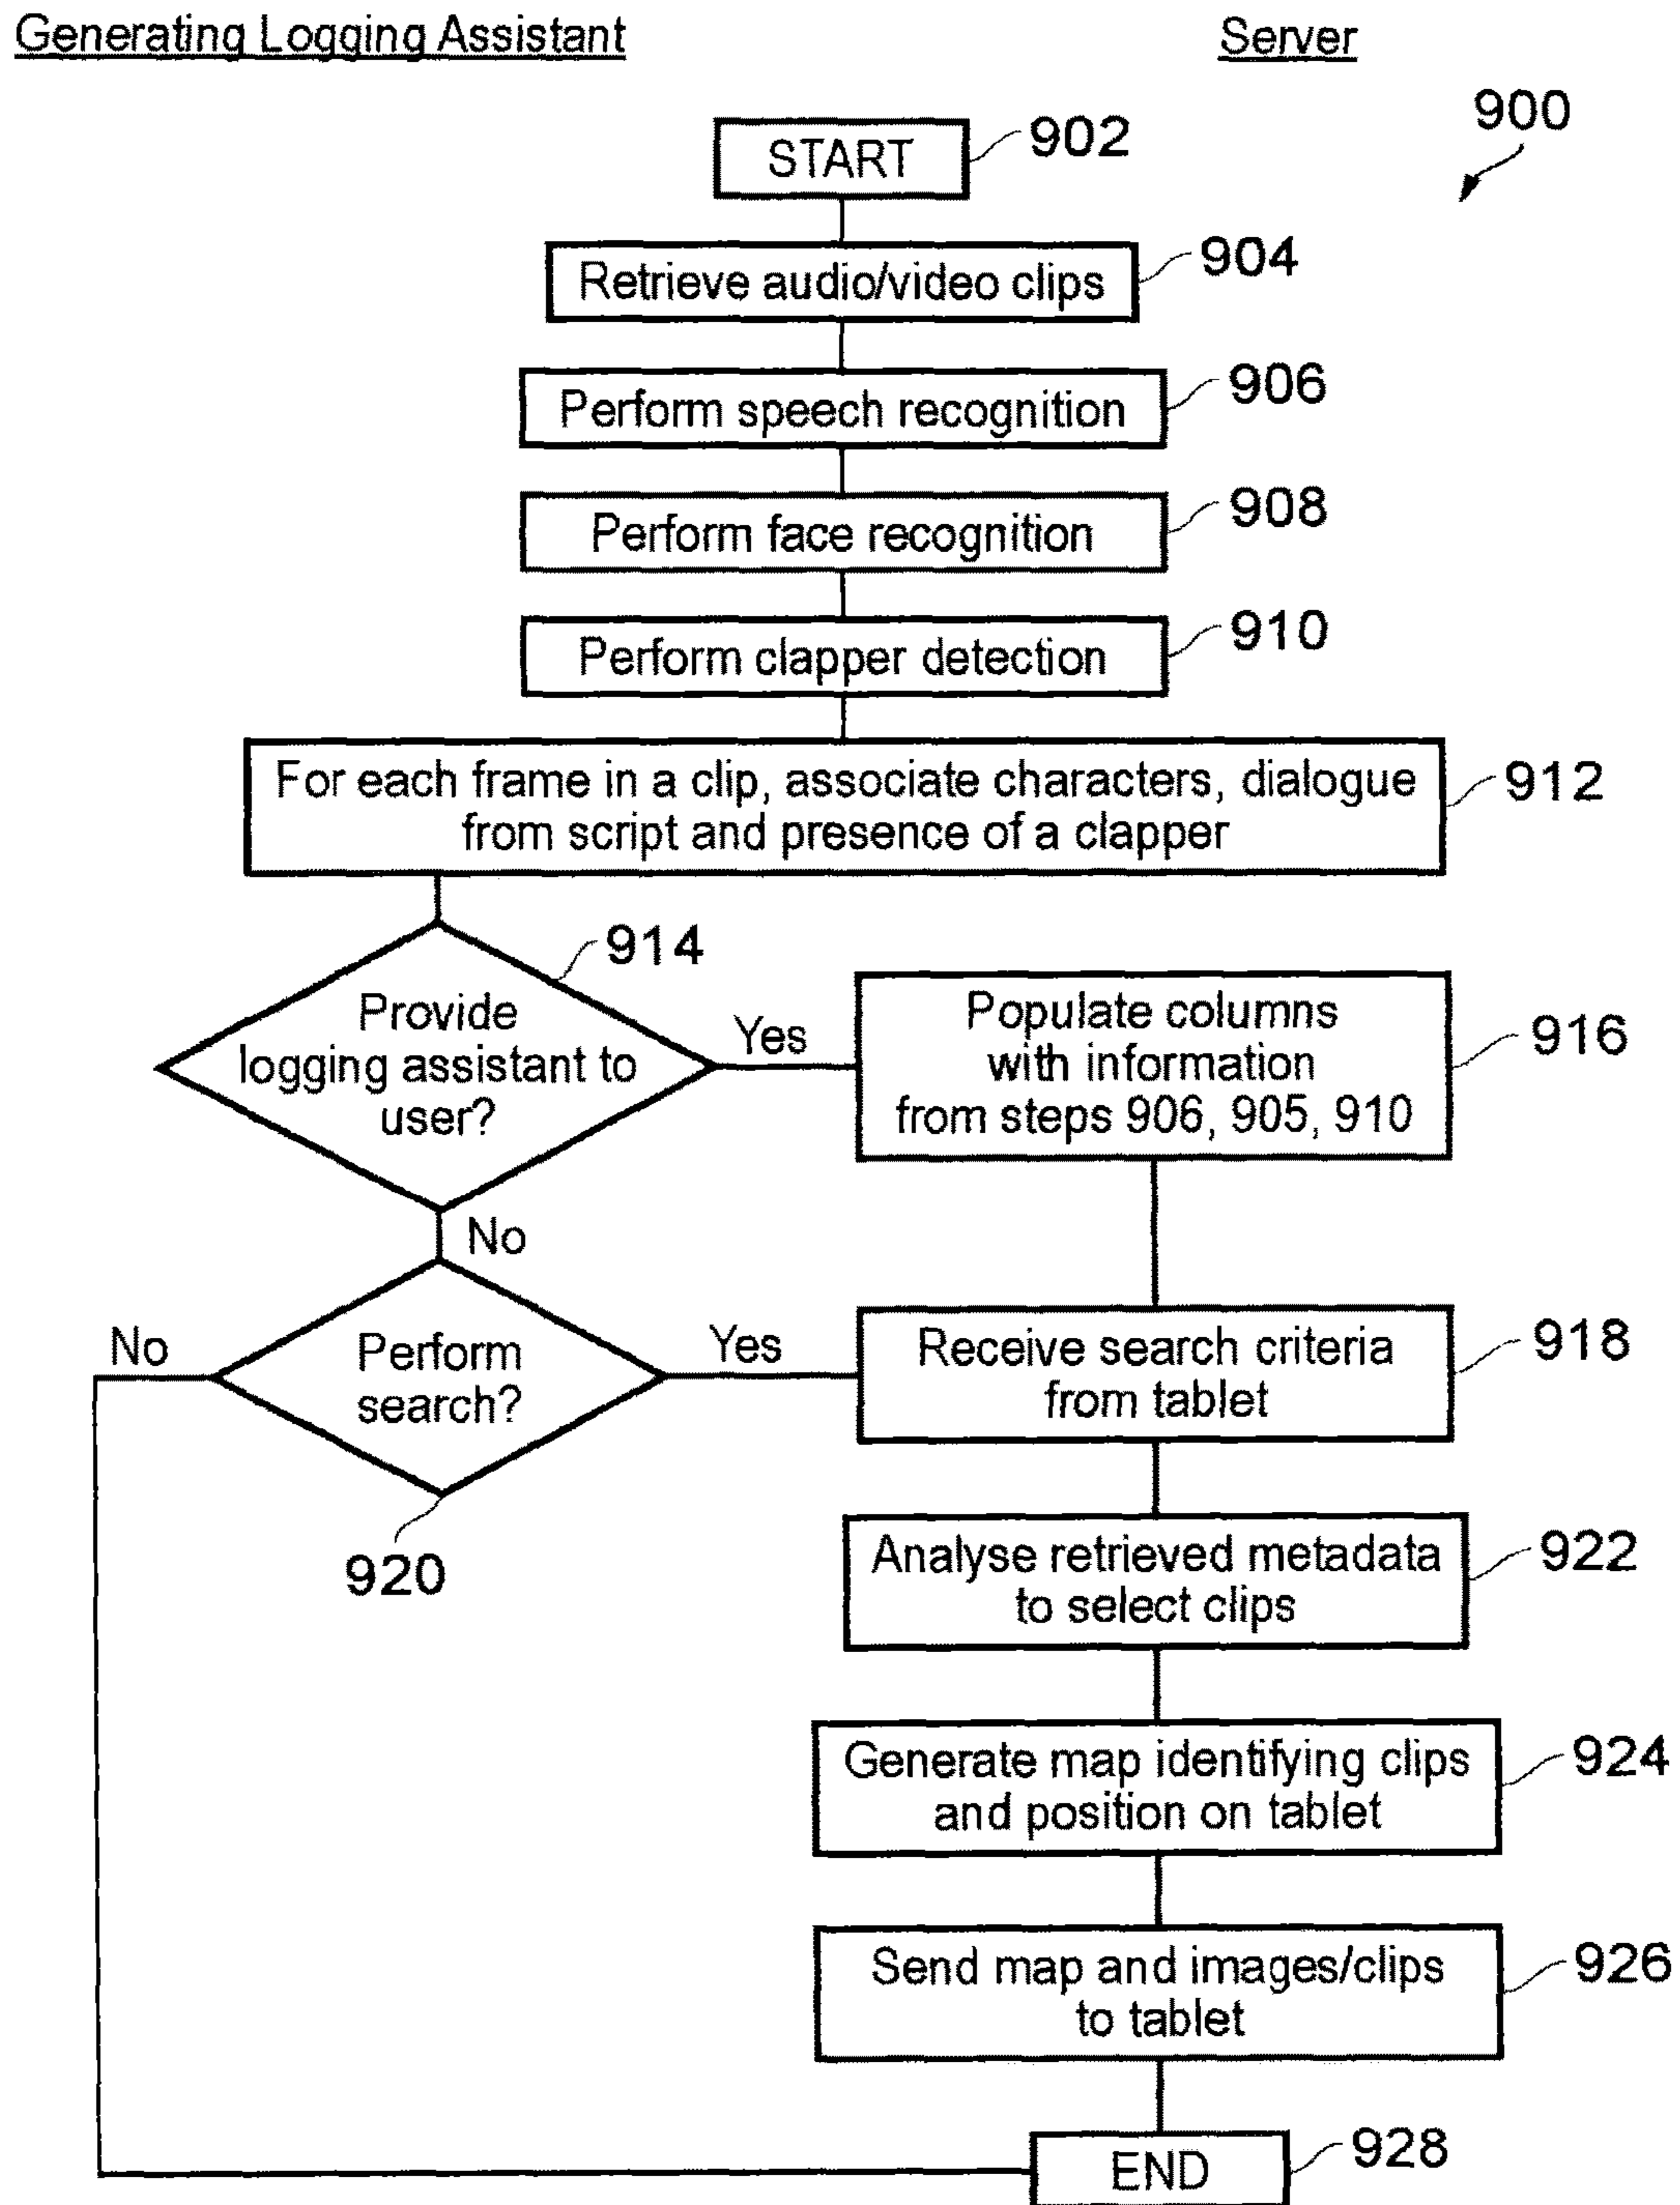 Generating Logging Assistant
Server
900
START
902
Retrieve audio/video clips
904
Perform speech recognition
906
Perform face recognition
908
Perform clapper detection
910
For each frame in a clip, associate characters, dialogue
from script and presence of a clapper
912
914
Provide
logging assistant to
user?
Yes
Populate columns
with information
from steps 906, 905, 910
916
No
No
Perform
search?
Yes
920
Receive search criteria
from tablet
918
Analyse retrieved metadata
to select clips
922
Generate map identifying clips
and position on tablet
924
Send map and images/clips
to tablet
926
END
928